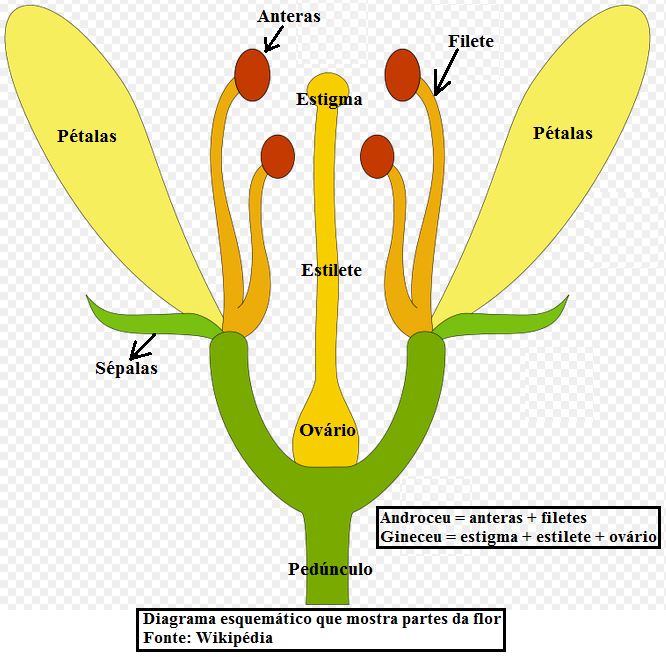 Anteras
Filete
Estigma
Pétalas
Pétalas
Estilete
Sépalas
Ovário
Androceu = anteras + filetes
Gineceu = estigma + estilete + ovário
Pedúnculo
Diagrama esquemático que mostra partes da flor
Fonte: Wikipédia